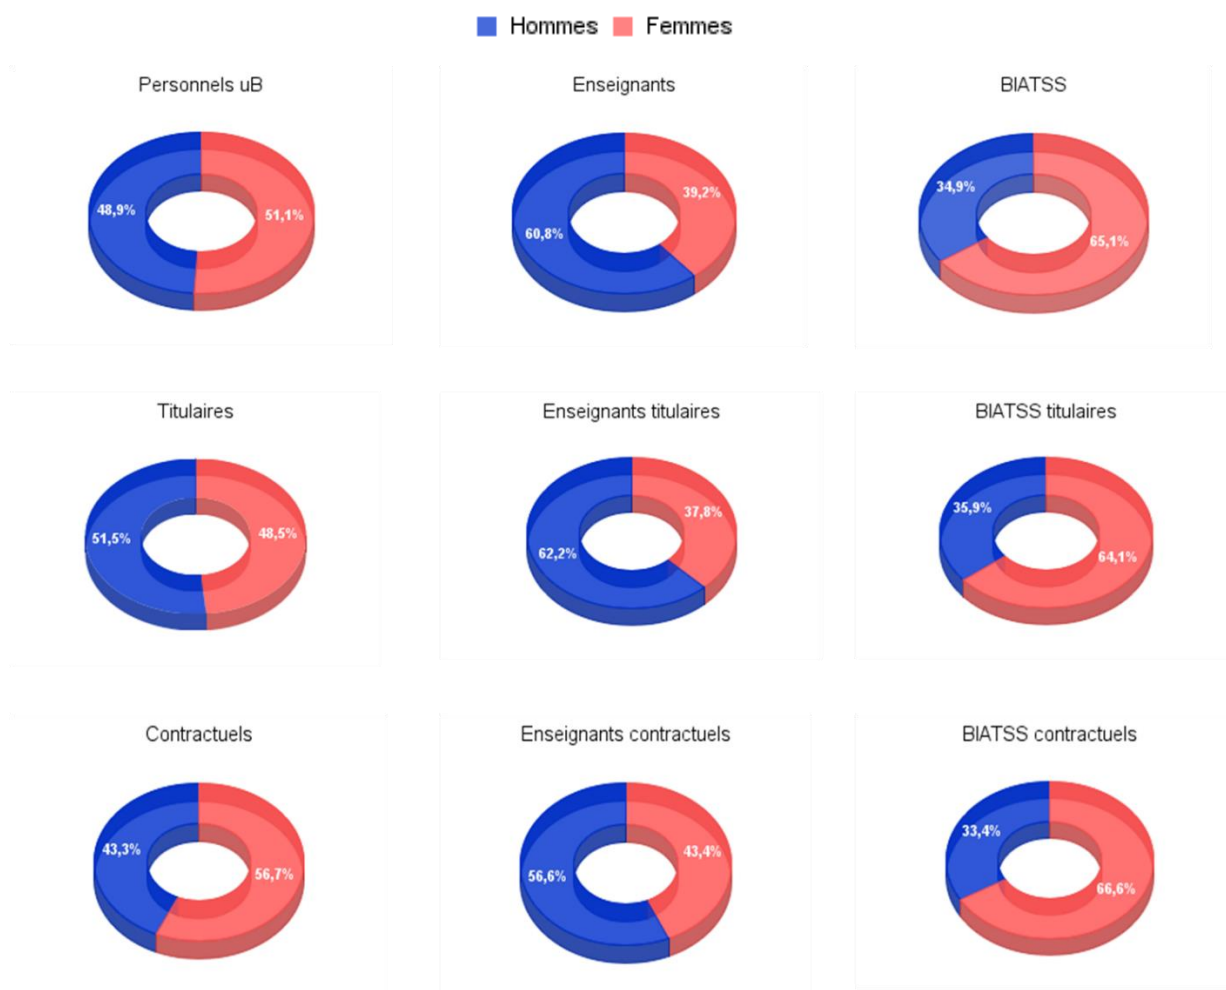 Hommes Femmes
Personnels uB
48,9%
51,1%
Enseignants
39,2%
60,8%
BIATSS
34,9%
65,1%
Titulaires
51,5%
48,5%
Enseignants titulaires
37,8%
62,2%
BIATSS titulaires
35,9%
64,1%
Contractuels
43,3%
56,7%
Enseignants contractuels
43,4%
56,6%
BIATSS contractuels
33,4%
66,6%